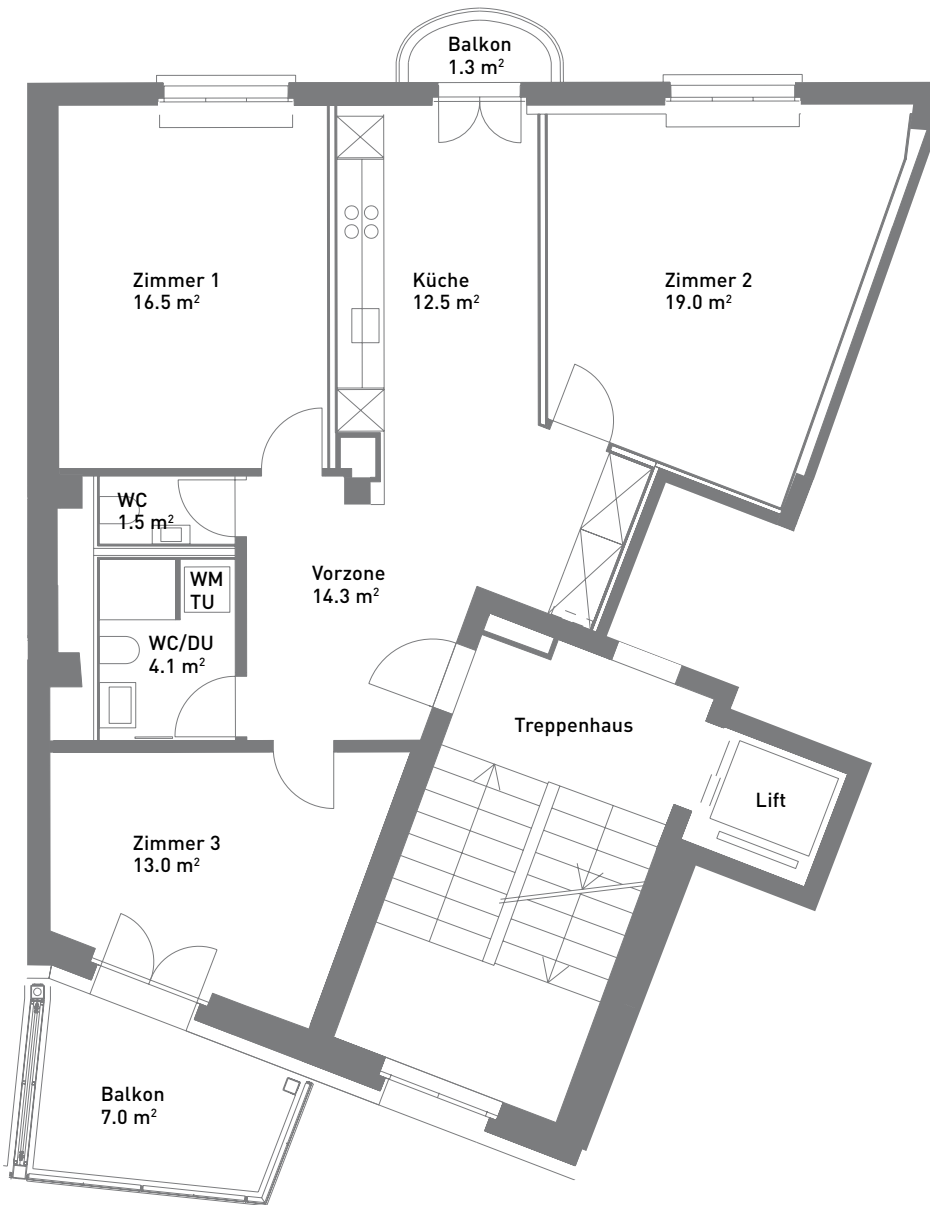 Balkon
1.3 m²
Zimmer 1
16.5 m²
Küche
12.5 m²
Zimmer 2
19.0 m²
WC
1.5 m²
Vorzone
14.3 m²
WM
TU
WC/DU
4.1 m²
Treppenhaus
Lift
Zimmer 3
13.0 m²
Balkon
7.0 m²